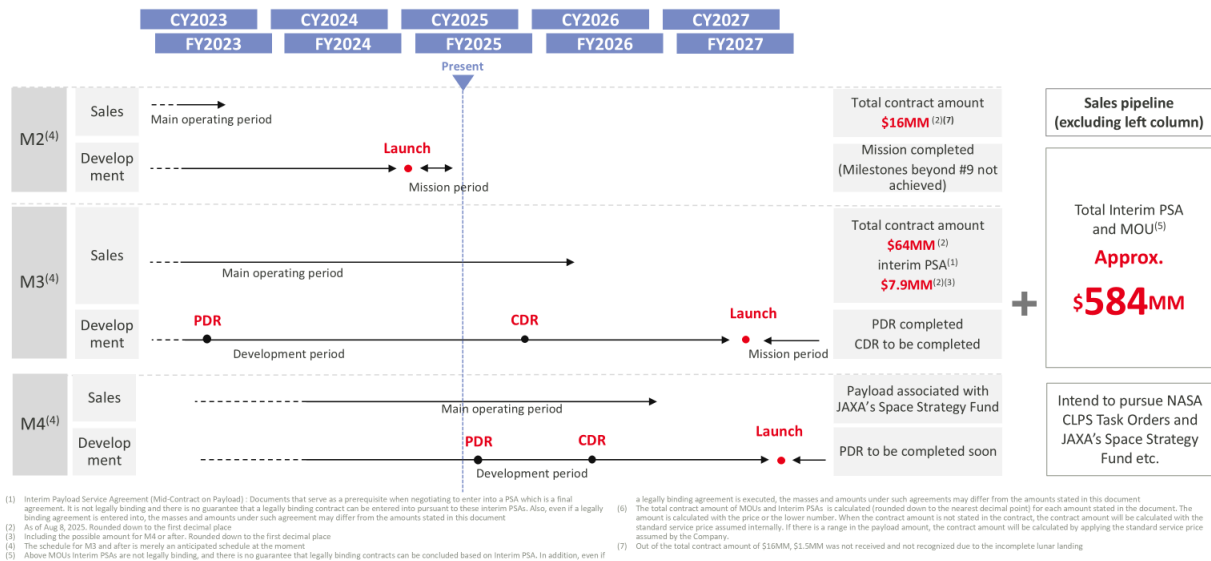 CY2023 CY2024 CY2025 CY2026 CY2027
FY2023 FY2024 FY2025 FY2026 FY2027
Present
M2(4)
Sales
Main operating period
Total contract amount
$16MM (2)(7)
Develop
ment
Launch
Mission period
Mission completed
(Milestones beyond #9 not
achieved)
M3(4)
Sales
Main operating period
Total contract amount
$64MM (2)
interim PSA(1)
$7.9MM(2)(3)
Develop
ment
PDR
CDR
Launch
Development period
Mission period
PDR completed
CDR to be completed
M4(4)
Sales
Main operating period
Payload associated with
JAXA's Space Strategy Fund
Develop
ment
PDR
CDR
Launch
Development period
PDR to be completed soon
+
Sales pipeline
(excluding left column)
Total Interim PSA
and MOU(5)
Approx.
$584MM
Intend to pursue NASA
CLPS Task Orders and
JAXA's Space Strategy
Fund etc.
(1) Interim Payload Service Agreement (Mid-Contract on Payload) : Documents that serve as a prerequisite when negotiating to enter into a PSA which is a final
agreement. It is not legally binding and there is no guarantee that a legally binding contract can be entered into pursuant to these interim PSAs. Also, even if a legally
binding agreement is entered into, the masses and amounts under such agreement may differ from the amounts stated in this document
(2) As of Aug 8, 2025. Rounded down to the first decimal place
(3) Including the possible amount for M4 or after. Rounded down to the first decimal place
(4) The schedule for M3 and after is merely an anticipated schedule at the moment
(5) Above MOUs Interim PSAs are not legally binding, and there is no guarantee that legally binding contracts can be concluded based on Interim PSA. In addition, even if
a legally binding agreement is executed, the masses and amounts under such agreements may differ from the amounts stated in this document
(6) The total contract amount of MOUs and Interim PSAs is calculated (rounded down to the nearest decimal point) for each amount stated in the document. The
amount is calculated with the price or the lower number. When the contract amount is not stated in the contract, the contract amount will be calculated with the
standard service price assumed internally. If there is a range in the payload amount, the contract amount will be calculated by applying the standard service price
assumed by the Company.
(7) Out of the total contract amount of $16MM, $1.5MM was not received and not recognized due to the incomplete lunar landing